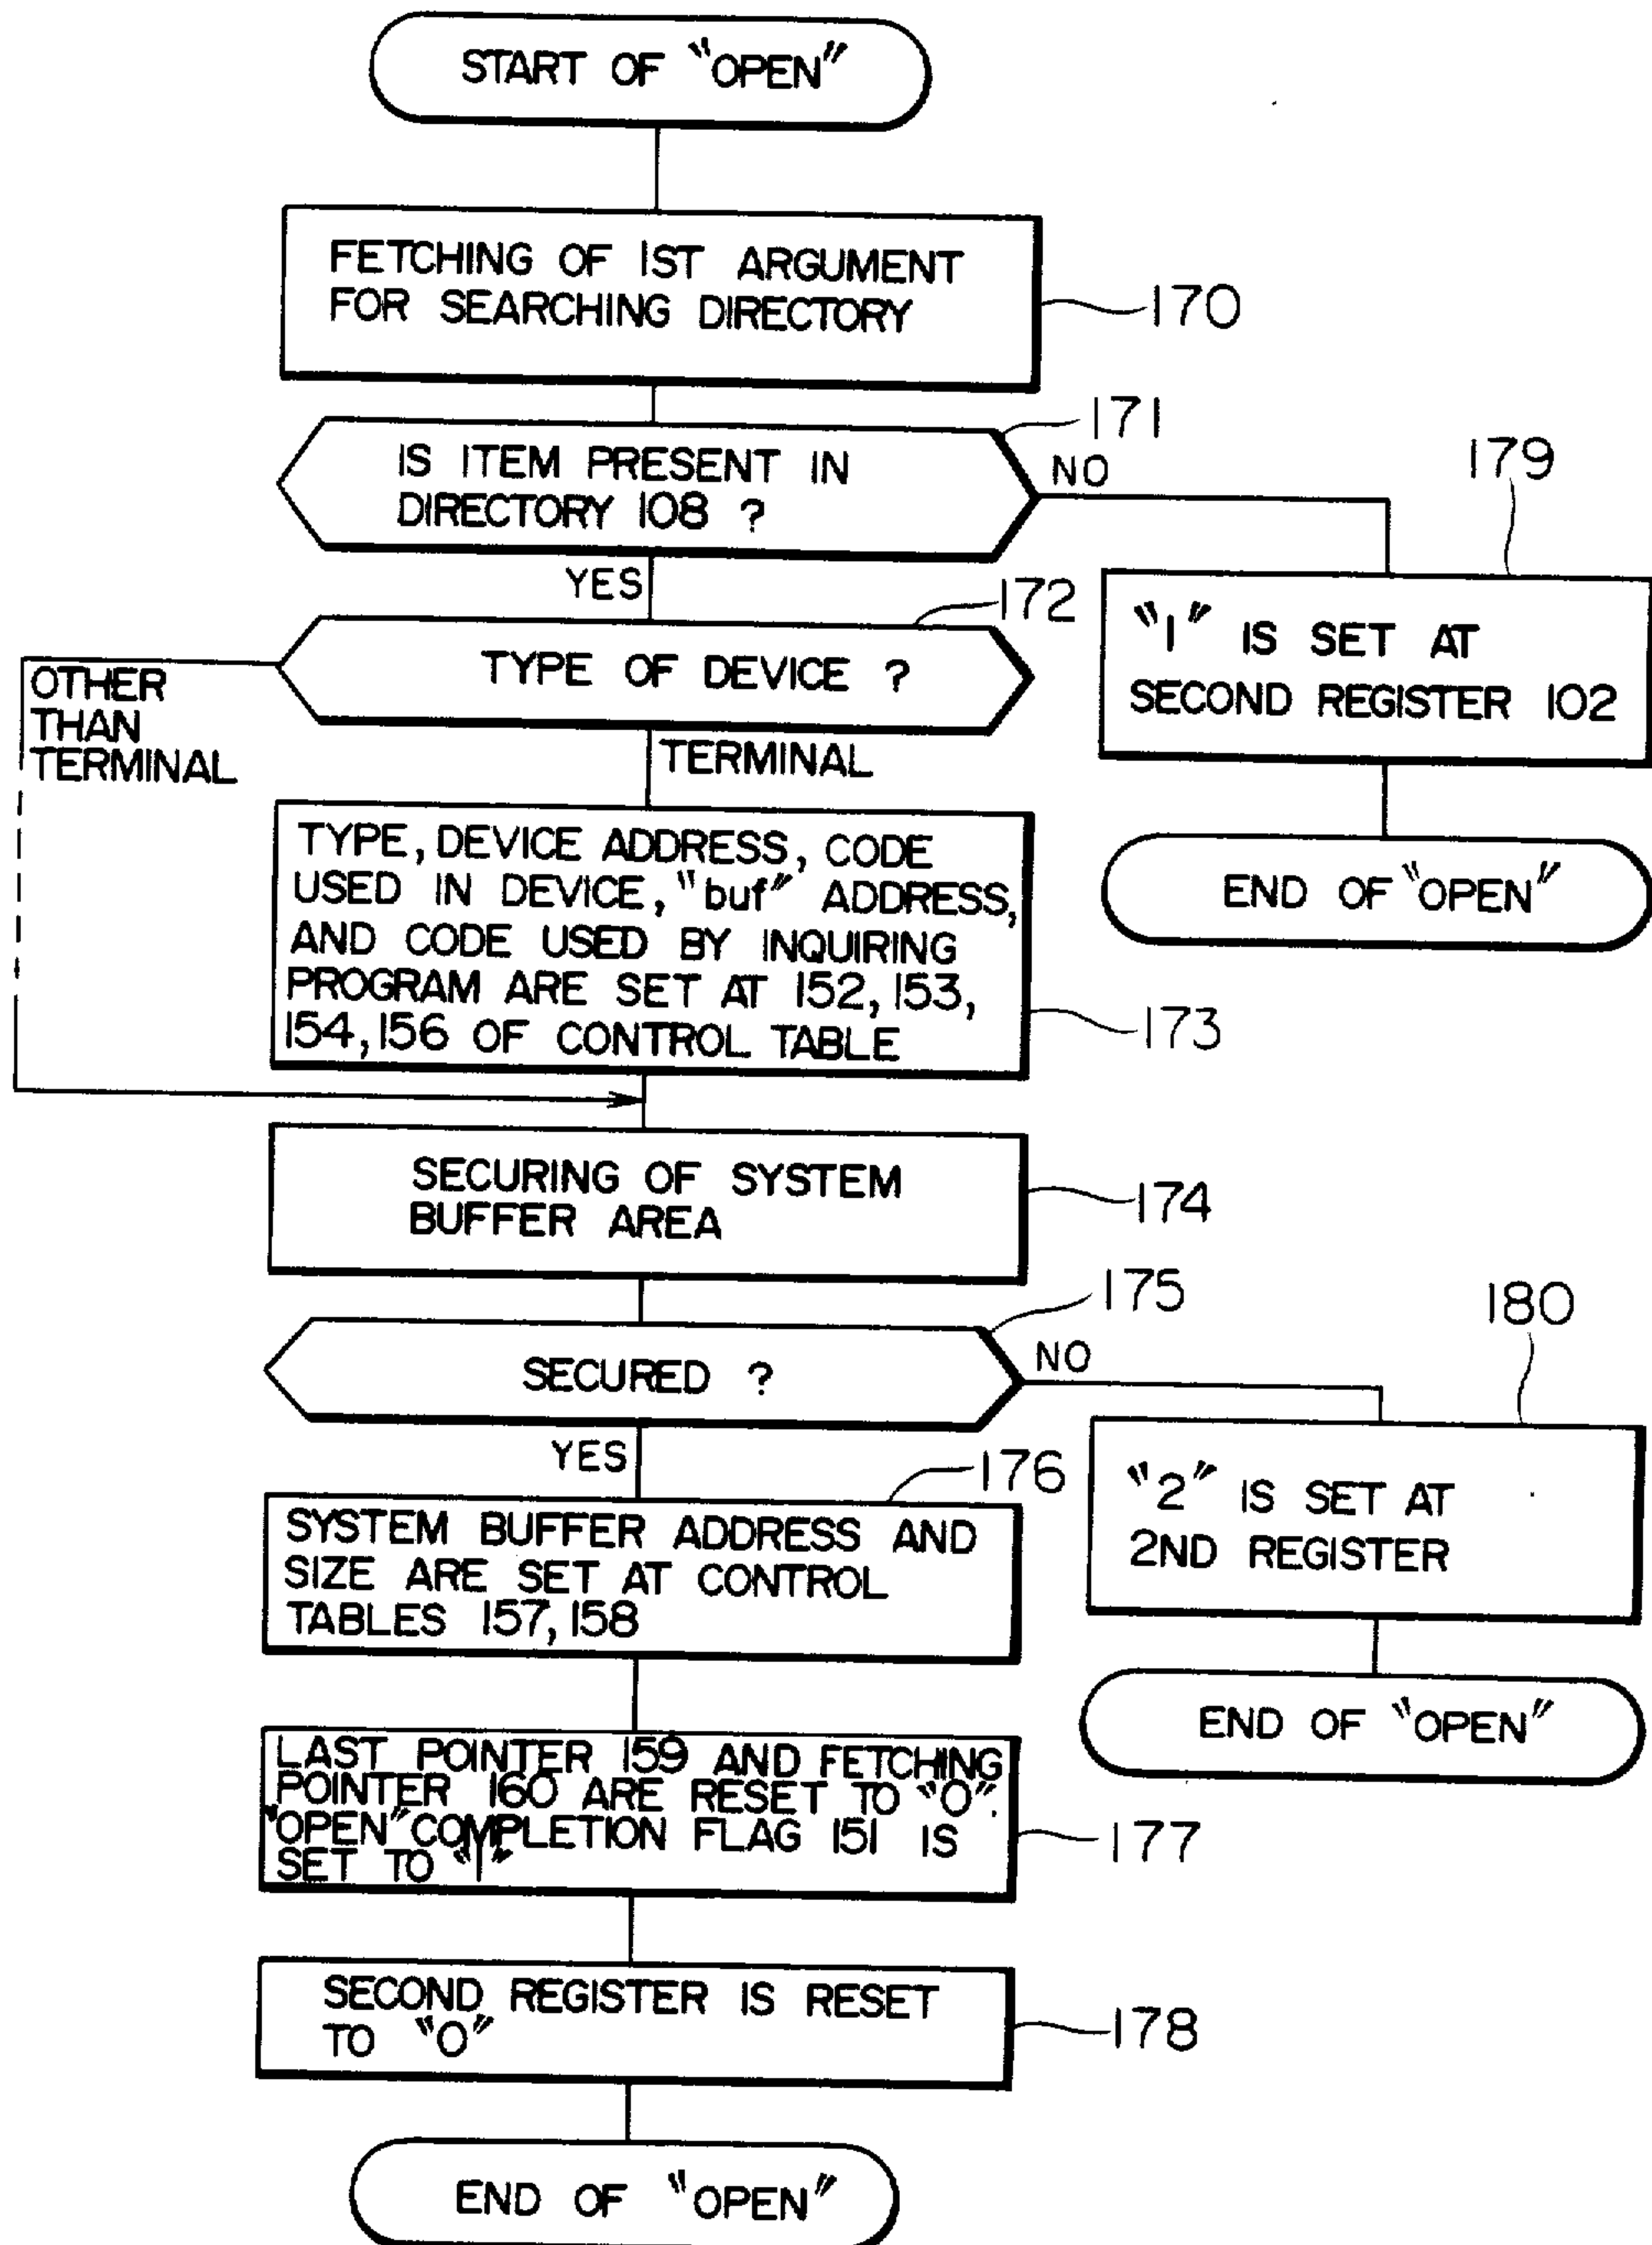 START OF "OPEN"
FETCHING OF 1ST ARGUMENT
FOR SEARCHING DIRECTORY
170
171
IS ITEM PRESENT IN
DIRECTORY 108 ?
NO
179
YES
"1" IS SET AT
SECOND REGISTER 102
172
TYPE OF DEVICE ?
OTHER
THAN
TERMINAL
TERMINAL
END OF "OPEN"
TYPE, DEVICE ADDRESS, CODE
USED IN DEVICE, "buf" ADDRESS,
AND CODE USED BY INQUIRING
PROGRAM ARE SET AT 152, 153,
154, 156 OF CONTROL TABLE
173
SECURING OF SYSTEM
BUFFER AREA
174
175
SECURED ?
NO
180
YES
"2" IS SET AT
2ND REGISTER
176
SYSTEM BUFFER ADDRESS AND
SIZE ARE SET AT CONTROL
TABLES 157, 158
END OF "OPEN"
LAST POINTER 159 AND FETCHING
POINTER 160 ARE RESET TO "0".
"OPEN" COMPLETION FLAG 151 IS
SET TO "1"
177
SECOND REGISTER IS RESET
TO "0"
178
END OF "OPEN"